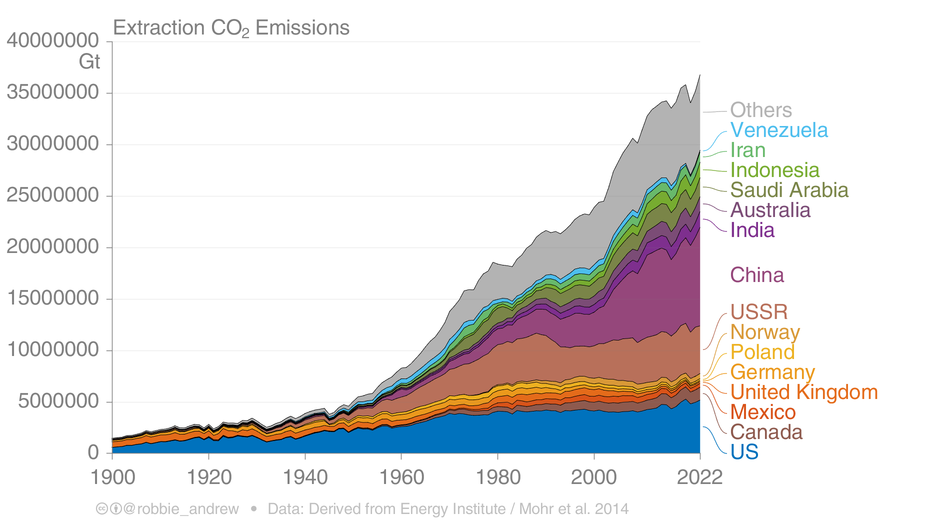 Extraction CO₂ Emissions
40000000
Gt
35000000
30000000
25000000
20000000
15000000
10000000
5000000
0
1900 1920 1940 1960 1980 2000 2022
Others
Venezuela
Iran
Indonesia
Saudi Arabia
Australia
India
China
USSR
Norway
Poland
Germany
United Kingdom
Mexico
Canada
US
@robbie_andrew • Data: Derived from Energy Institute / Mohr et al. 2014